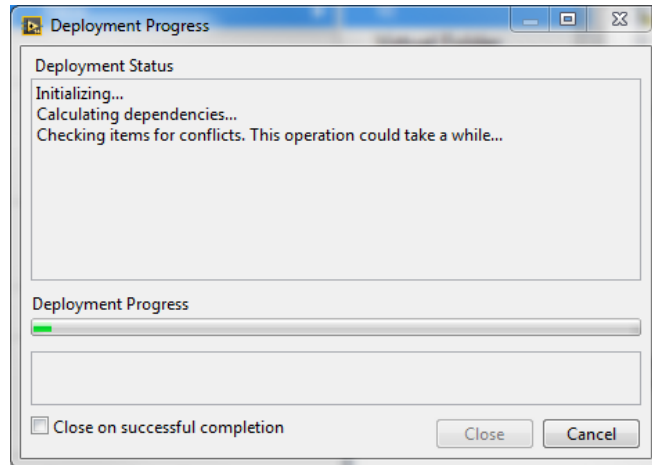 Deployment Progress
Deployment Status
Initializing...
Calculating dependencies...
Checking items for conflicts. This operation could take a while...
Deployment Progress
Close on successful completion
Close
Cancel